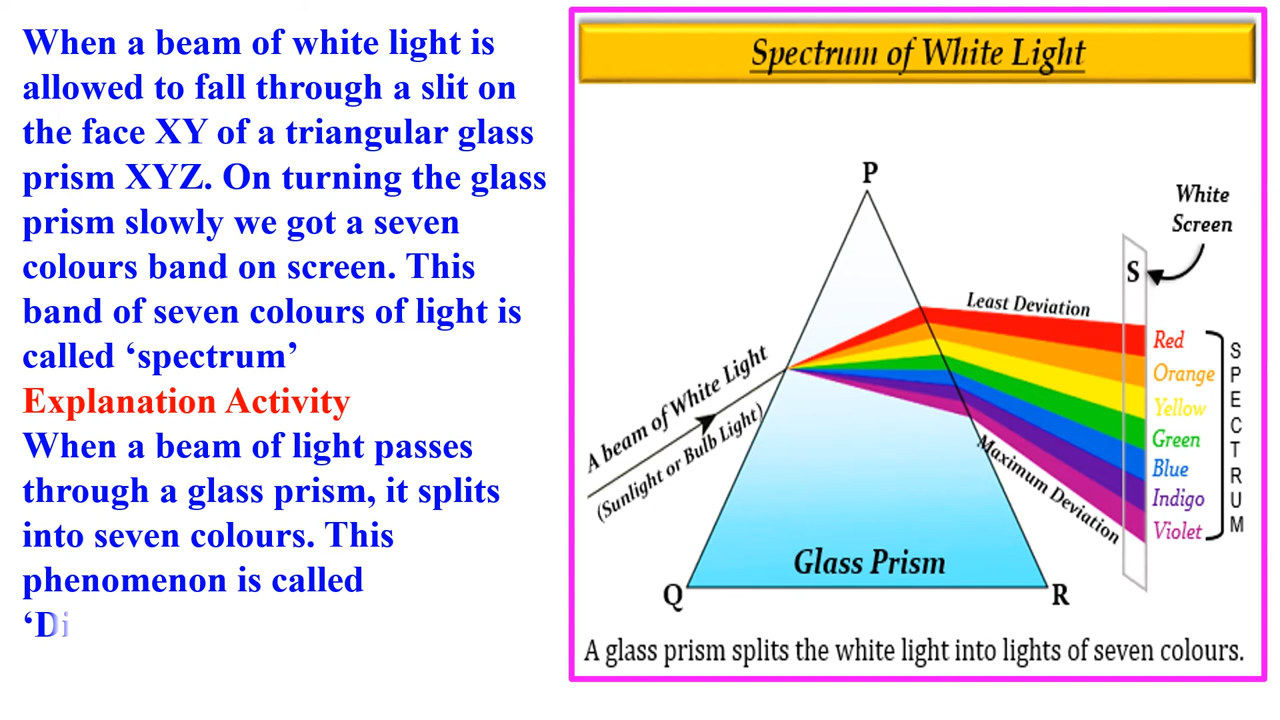 When a beam of white light is
allowed to fall through a slit on
the face XY of a triangular glass
prism XYZ. On turning the glass
prism slowly we got a seven
colours band on screen. This
band of seven colours of light is
called ‘spectrum’
Explanation Activity
When a beam of light passes
through a glass prism, it splits
into seven colours. This
phenomenon is called
‘Di
Spectrum of White Light
P
White
Screen
S
Least Deviation
A beam of White Light
(Sunlight or Bulb Light)
Red
Orange
Yellow
Green
Blue
Indigo
Violet
SPECTRUM
Maximum Deviation
Glass Prism
Q
R
A glass prism splits the white light into lights of seven colours.